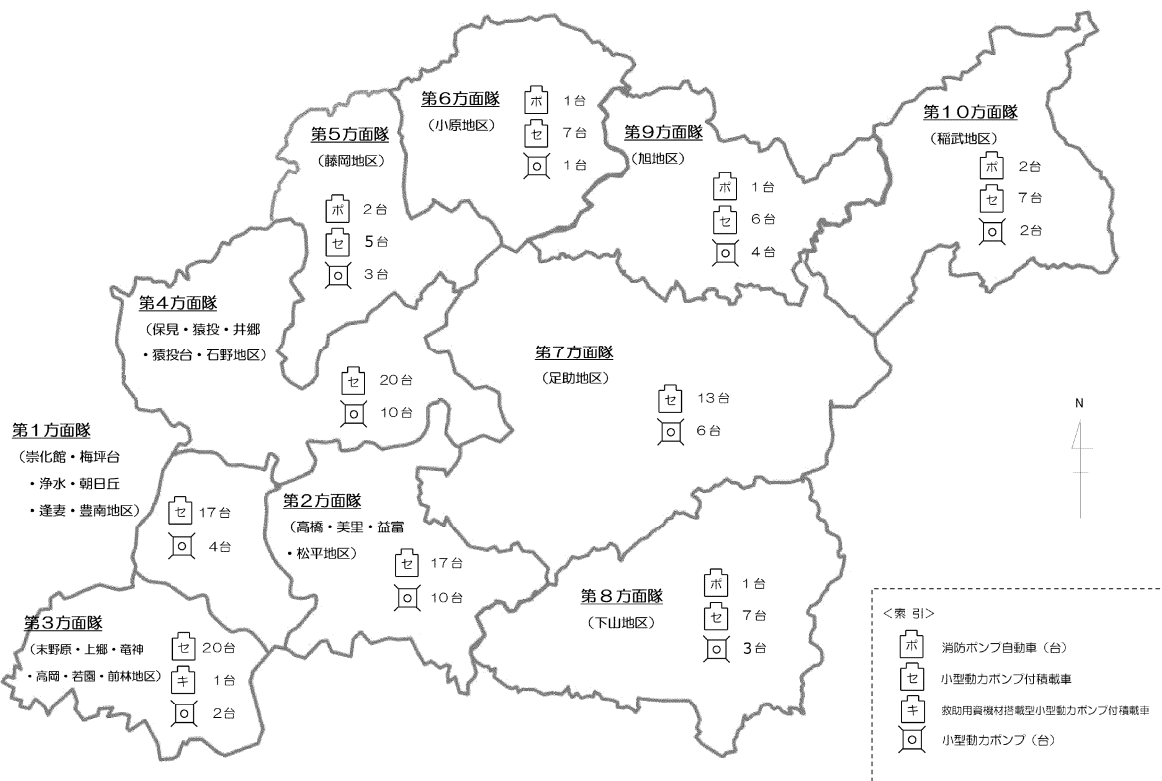 第6方面隊
(小原地区)
ポ 1台
セ 7台
1台
第10方面隊
(稲武地区)
ポ 2台
セ 7台
2台
第5方面隊
(藤岡地区)
ポ 2台
セ 5台
3台
第9方面隊
(旭地区)
ポ 1台
セ 6台
4台
第4方面隊
(保見・猿投・井郷
・猿投台・石野地区)
セ 20台
10台
第7方面隊
(足助地区)
セ 13台
6台
N
第1方面隊
(崇化館・梅坪台
・浄水・朝日丘
・逢妻・豊南地区)
セ 17台
4台
第2方面隊
(高橋・美里・益富
・松平地区)
セ 17台
10台
第8方面隊
(下山地区)
ポ 1台
セ 7台
3台
第3方面隊
(末野原・上郷・竜神
・高岡・若園・前林地区)
セ 20台
キ 1台
2台
<索 引>
ポ 消防ポンプ自動車(台)
セ 小型動力ポンプ付積載車
キ 救助用資機材搭載型小型動力ポンプ付積載車
小型動力ポンプ(台)